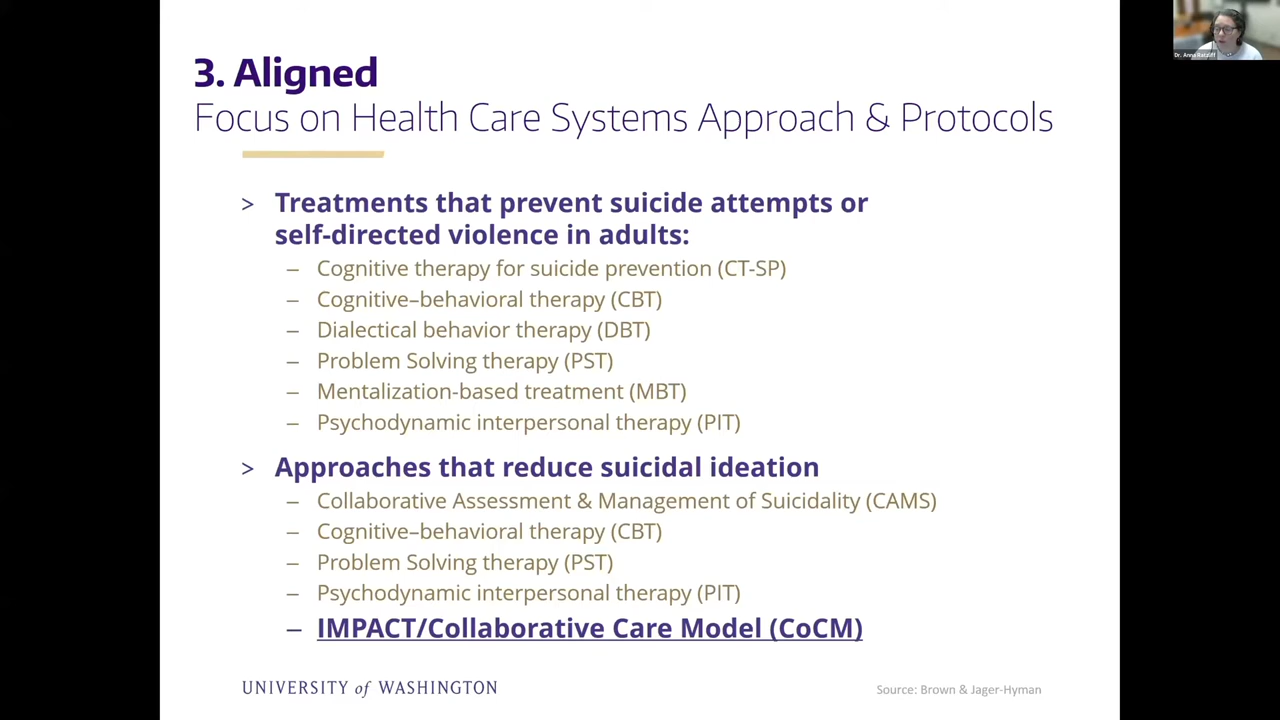 3. Aligned
Focus on Health Care Systems Approach & Protocols
> Treatments that prevent suicide attempts or
self-directed violence in adults:
– Cognitive therapy for suicide prevention (CT-SP)
– Cognitive–behavioral therapy (CBT)
– Dialectical behavior therapy (DBT)
– Problem Solving therapy (PST)
– Mentalization-based treatment (MBT)
– Psychodynamic interpersonal therapy (PIT)
> Approaches that reduce suicidal ideation
– Collaborative Assessment & Management of Suicidality (CAMS)
– Cognitive–behavioral therapy (CBT)
– Problem Solving therapy (PST)
– Psychodynamic interpersonal therapy (PIT)
– IMPACT/Collaborative Care Model (CoCM)
UNIVERSITY of WASHINGTON
Source: Brown & Jager-Hyman
Dr. Anna Ratzliff